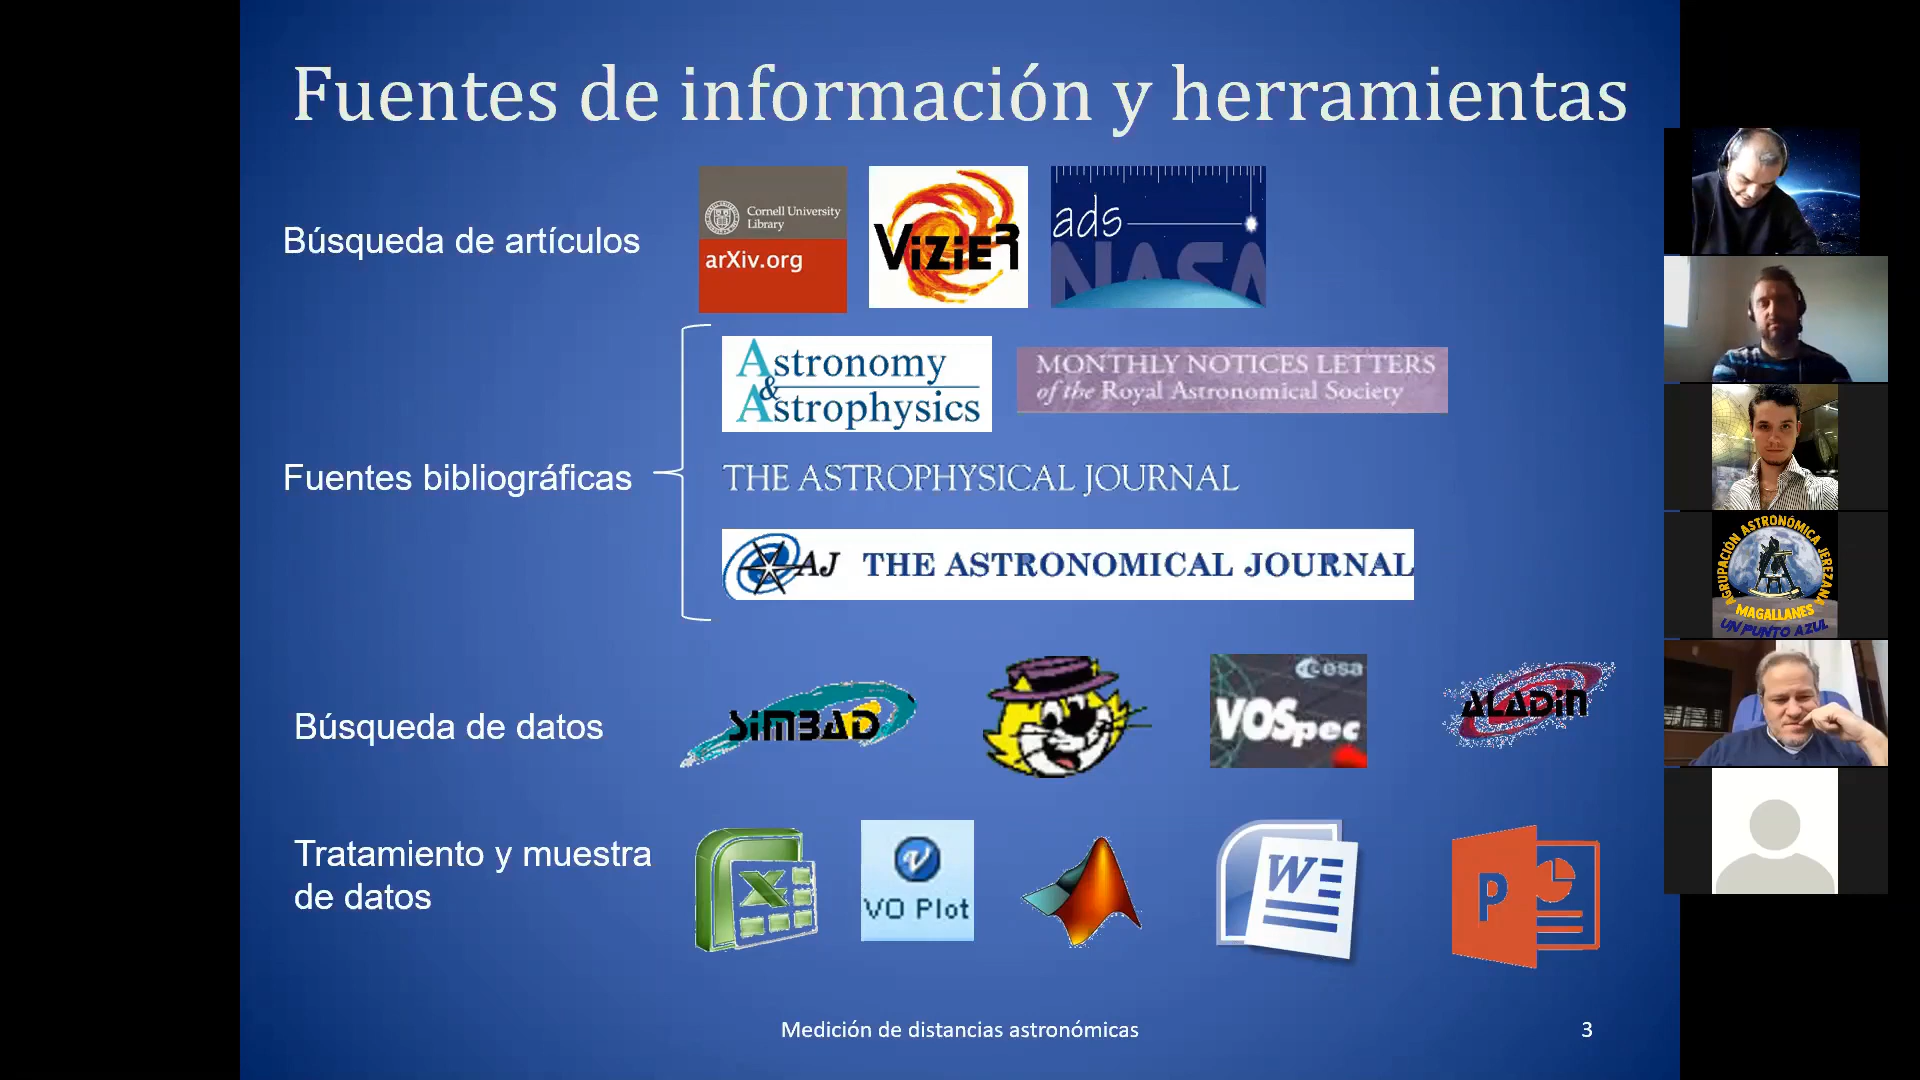 Fuentes de información y herramientas
Búsqueda de artículos
Cornell University
Library
arXiv.org
VizieR
ads
NASA
Fuentes bibliográficas
Astronomy
&
Astrophysics
MONTHLY NOTICES LETTERS
of the Royal Astronomical Society
THE ASTROPHYSICAL JOURNAL
AJ THE ASTRONOMICAL JOURNAL
Búsqueda de datos
SIMBAD
esa
VOSpec
ALADIN
Tratamiento y muestra
de datos
X
V
VO Plot
W
P
Medición de distancias astronómicas
3
AGRUPACIÓN ASTRONÓMICA JEREZANA
MAGALLANES
UN PUNTO AZUL